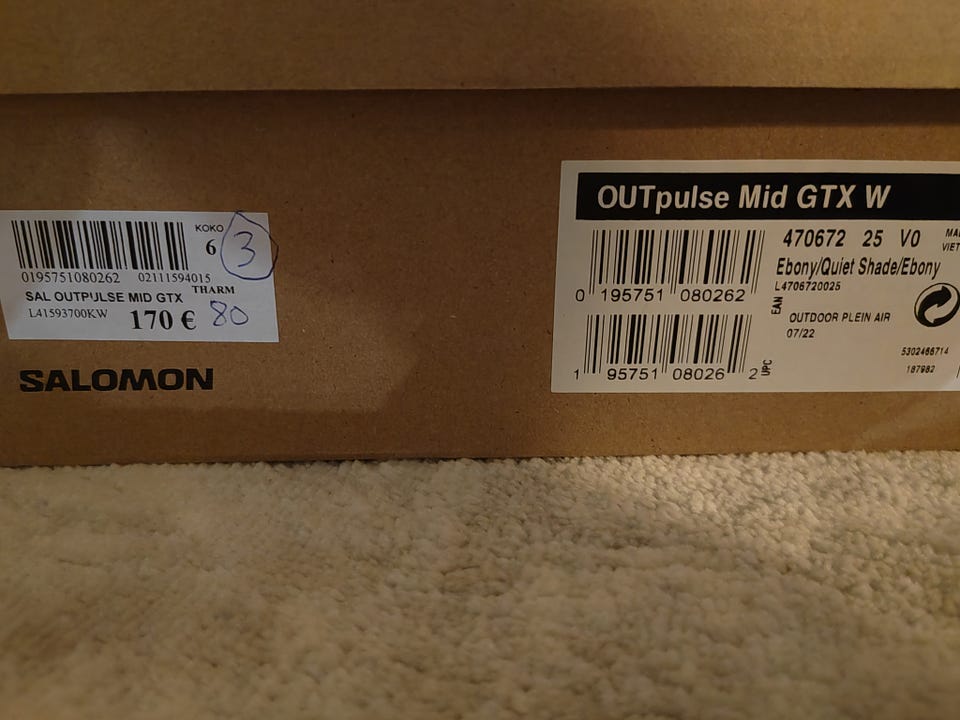 KOKO
6
3
0195751080262 02111594015
THARM
SAL OUTPULSE MID GTX
L41593700KW 170 € 80
SALOMON
OUTpulse Mid GTX W
470672 25 V0
Ebony/Quiet Shade/Ebony
L4706720025
0 195751 080262
EAN
OUTDOOR PLEIN AIR
07/22
5302466714
187982
1 95751 08026 2
UPC